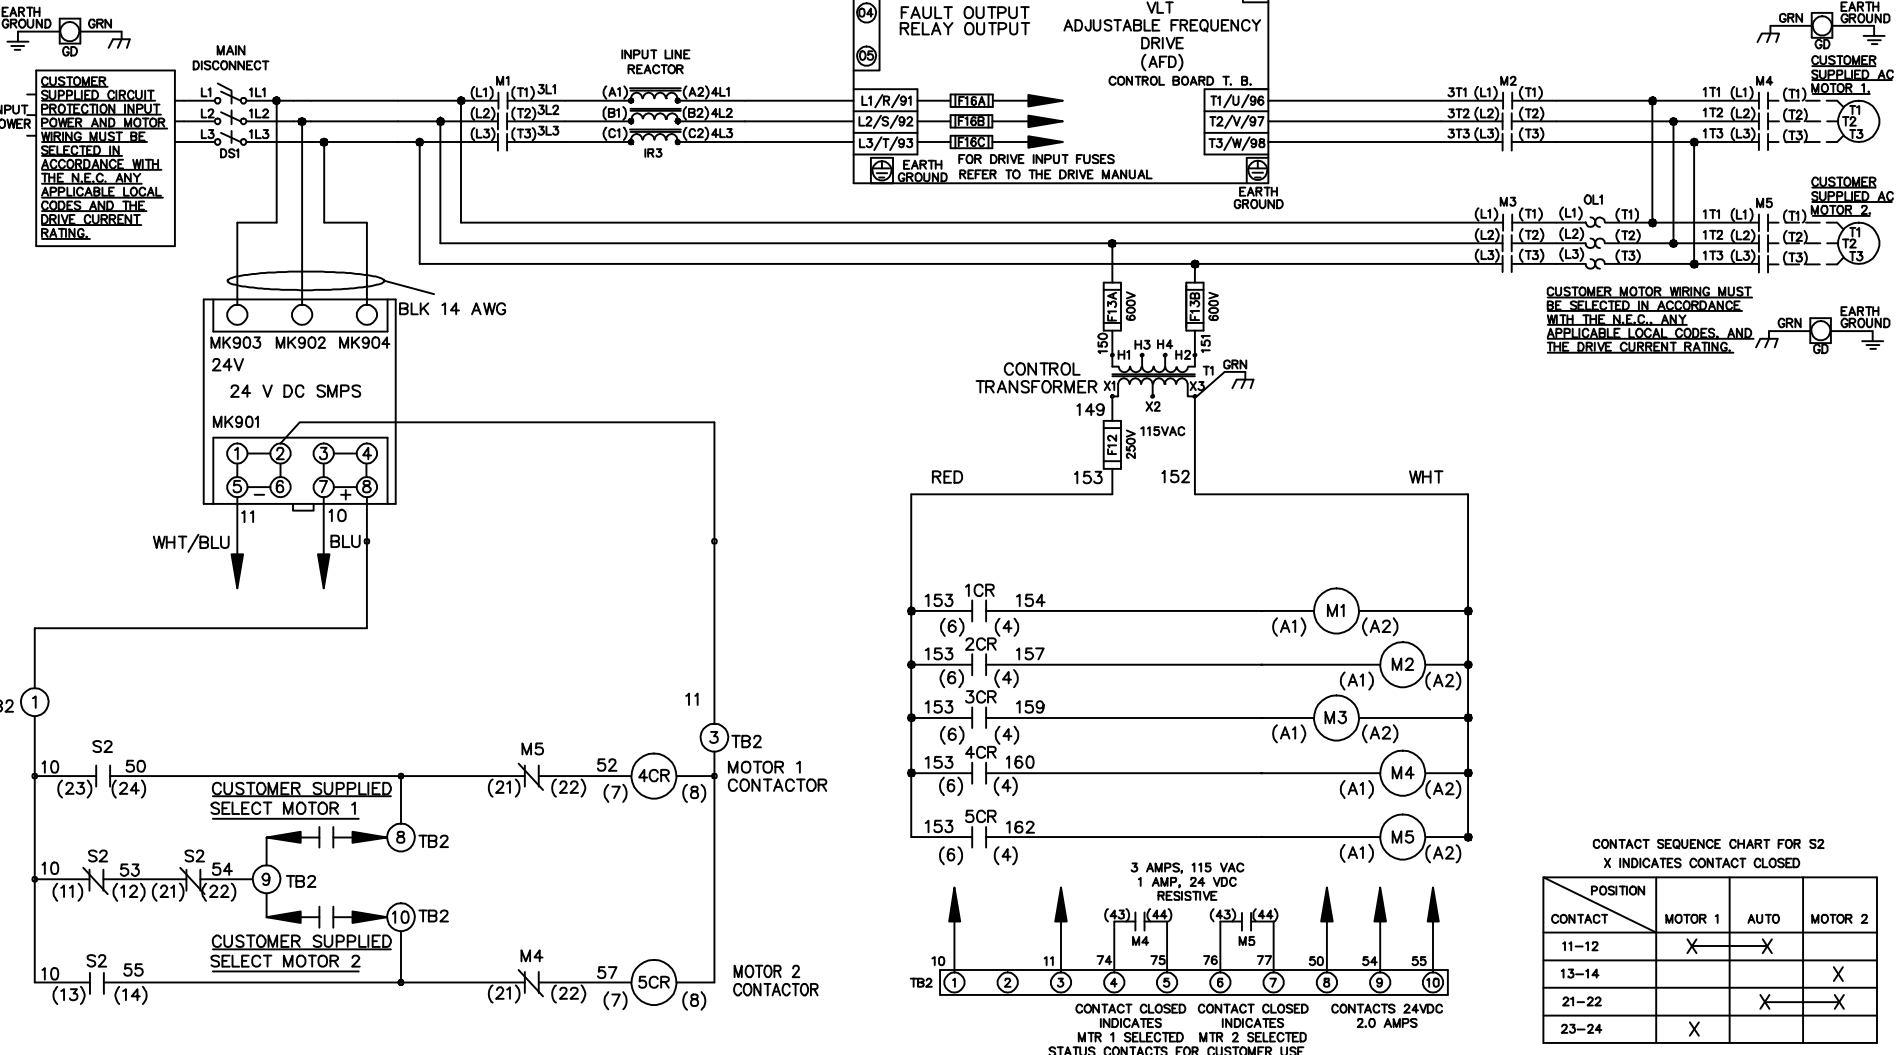 EARTH
GROUND
GRN
GD
CUSTOMER
SUPPLIED CIRCUIT
PROTECTION INPUT
POWER AND MOTOR
WIRING MUST BE
SELECTED IN
ACCORDANCE WITH
THE N.E.C. ANY
APPLICABLE LOCAL
CODES AND THE
DRIVE CURRENT
RATING.
MAIN
DISCONNECT
L1 1L1
L2 1L2
L3 1L3
DS1
M1
(L1) (T1) 3L1
(L2) (T2) 3L2
(L3) (T3) 3L3
INPUT LINE
REACTOR
(A1) (A2) 4L1
(B1) (B2) 4L2
(C1) (C2) 4L3
IR3
04
05
FAULT OUTPUT
RELAY OUTPUT
VLT
ADJUSTABLE FREQUENCY
DRIVE
(AFD)
CONTROL BOARD T. B.
L1/R/91 F16A T1/U/96
L2/S/92 F16B T2/V/97
L3/T/93 F16C T3/W/98
EARTH
GROUND
FOR DRIVE INPUT FUSES
REFER TO THE DRIVE MANUAL
EARTH
GROUND
M2
3T1 (L1) (T1)
3T2 (L2) (T2)
3T3 (L3) (T3)
M4
1T1 (L1) (T1)
1T2 (L2) (T2)
1T3 (L3) (T3)
GRN
GD
EARTH
GROUND
CUSTOMER
SUPPLIED AC
MOTOR 1.
T1
T2
T3
M3 OL1
(L1) (T1) (L1) (T1)
(L2) (T2) (L2) (T2)
(L3) (T3) (L3) (T3)
M5
1T1 (L1) (T1)
1T2 (L2) (T2)
1T3 (L3) (T3)
CUSTOMER
SUPPLIED AC
MOTOR 2.
T1
T2
T3
CUSTOMER MOTOR WIRING MUST
BE SELECTED IN ACCORDANCE
WITH THE N.E.C., ANY
APPLICABLE LOCAL CODES, AND
THE DRIVE CURRENT RATING.
GRN
GD
EARTH
GROUND
BLK 14 AWG
MK903 MK902 MK904
24V
24 V DC SMPS
MK901
1 2 3 4
5 - 6 7 + 8
11 10
WHT/BLU BLU
F13A 600V
F13B 600V
150 151
H1 H3 H4 H2
CONTROL
TRANSFORMER
T1
GRN
X1 X2 X3
149
115VAC
F12 250V
153 152
RED WHT
1CR
153 154 M1
(6) (4) (A1) (A2)
2CR
153 157 M2
(6) (4) (A1) (A2)
3CR
153 159 M3
(6) (4) (A1) (A2)
4CR
153 160 M4
(6) (4) (A1) (A2)
5CR
153 162 M5
(6) (4) (A1) (A2)
1
11
3 TB2
S2 M5
10 50 52 4CR
(23) (24) (21) (22) (7) (8)
MOTOR 1
CONTACTOR
CUSTOMER SUPPLIED
SELECT MOTOR 1
8 TB2
S2 S2
10 53 54 9 TB2
(11) (12) (21) (22)
10 TB2
CUSTOMER SUPPLIED
SELECT MOTOR 2
S2 M4
10 55 57 5CR
(13) (14) (21) (22) (7) (8)
MOTOR 2
CONTACTOR
3 AMPS, 115 VAC
1 AMP, 24 VDC
RESISTIVE
(43) (44) (43) (44)
M4 M5
10 11 74 75 76 77 50 54 55
TB2 1 2 3 4 5 6 7 8 9 10
CONTACT CLOSED
INDICATES
MTR 1 SELECTED
CONTACT CLOSED
INDICATES
MTR 2 SELECTED
STATUS CONTACTS FOR CUSTOMER USE
CONTACTS 24VDC
2.0 AMPS
CONTACT SEQUENCE CHART FOR S2
X INDICATES CONTACT CLOSED
POSITION
CONTACT MOTOR 1 AUTO MOTOR 2
11-12 X X
13-14 X
21-22 X X
23-24 X